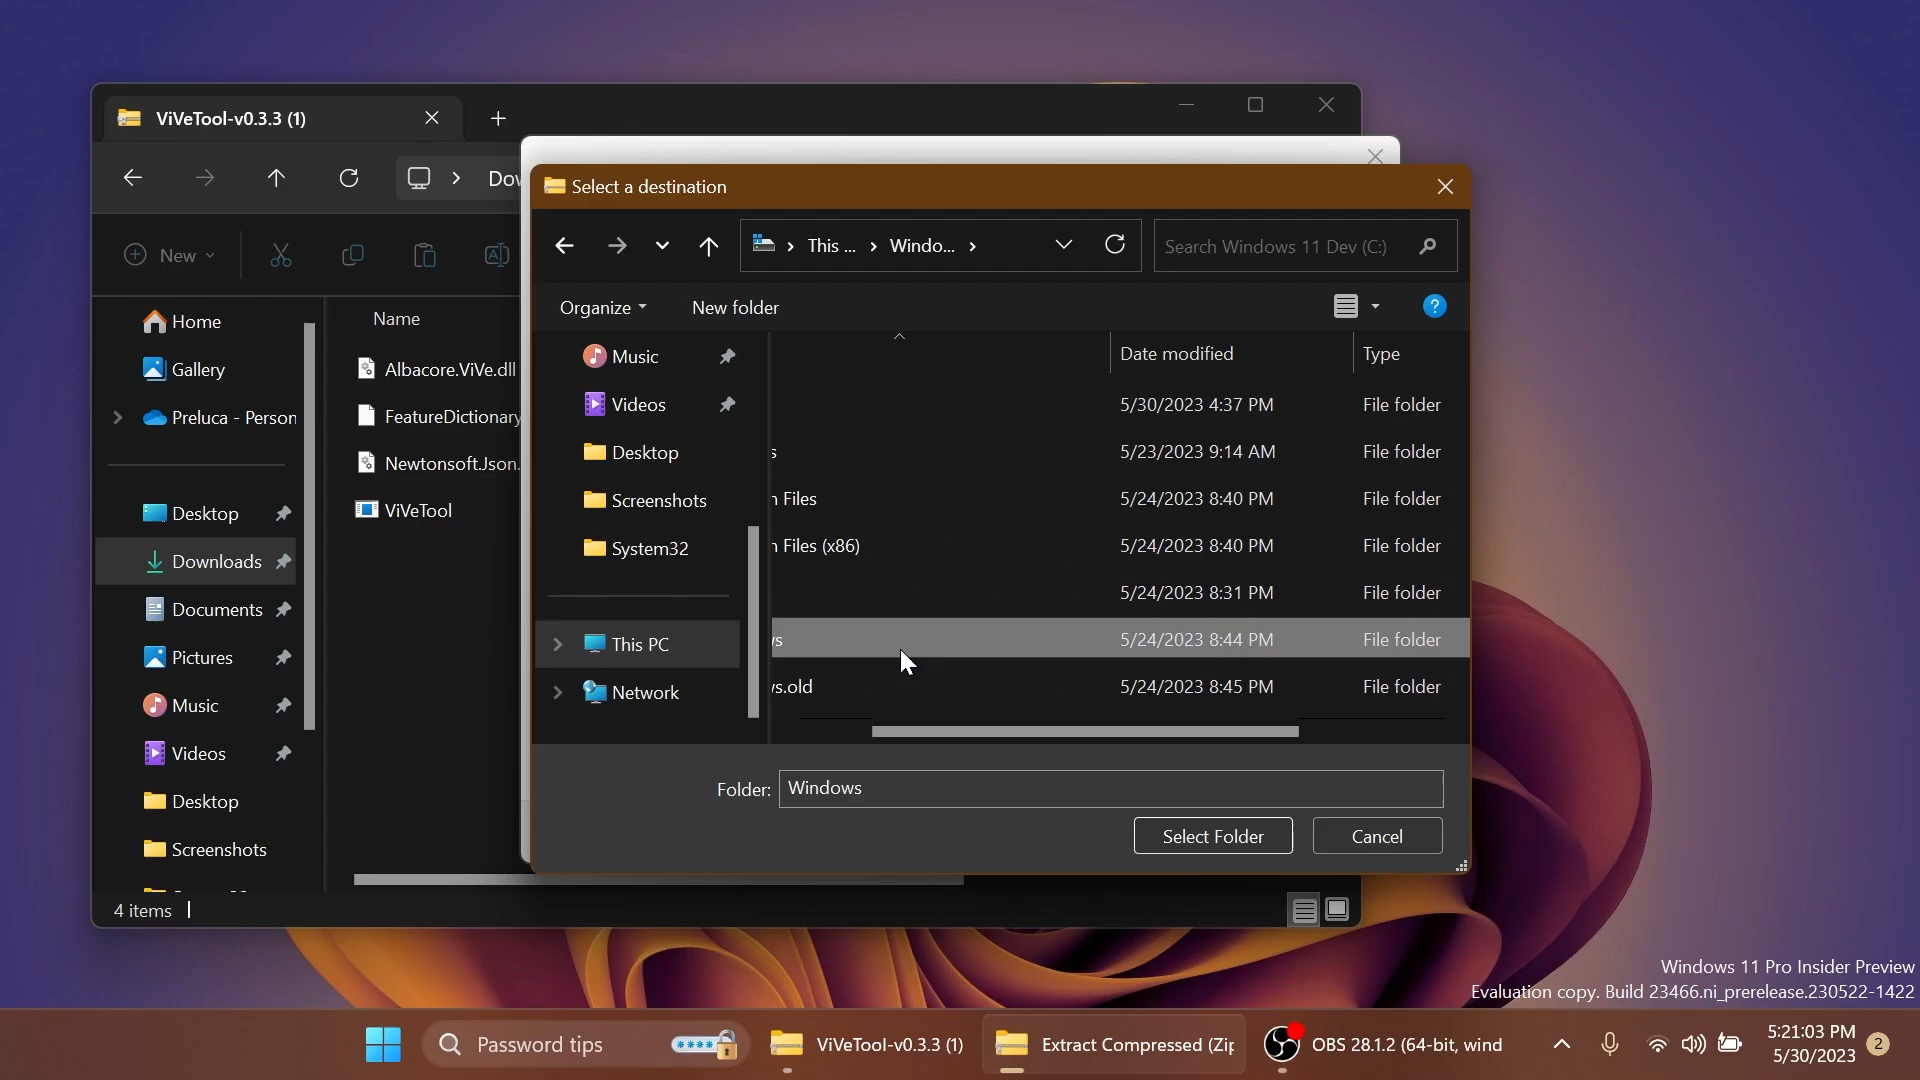 ViVeTool-v0.3.3 (1)
Dow
New
Home
Gallery
Preluca - Person
Desktop
Downloads
Documents
Pictures
Music
Videos
Desktop
Screenshots
Name
Albacore.ViVe.dll
FeatureDictionary
Newtonsoft.Json.
ViVeTool
4 items
Select a destination
This ... Windo...
Search Windows 11 Dev (C:)
Organize New folder
Music
Videos
Desktop
Screenshots
System32
This PC
Network
Date modified Type
5/30/2023 4:37 PM File folder
s 5/23/2023 9:14 AM File folder
n Files 5/24/2023 8:40 PM File folder
n Files (x86) 5/24/2023 8:40 PM File folder
5/24/2023 8:31 PM File folder
vs 5/24/2023 8:44 PM File folder
vs.old 5/24/2023 8:45 PM File folder
Folder: Windows
Select Folder Cancel
Windows 11 Pro Insider Preview
Evaluation copy. Build 23466.ni_prerelease.230522-1422
Password tips
ViVeTool-v0.3.3 (1)
Extract Compressed (Zip
OBS 28.1.2 (64-bit, wind
5:21:03 PM
5/30/2023
2